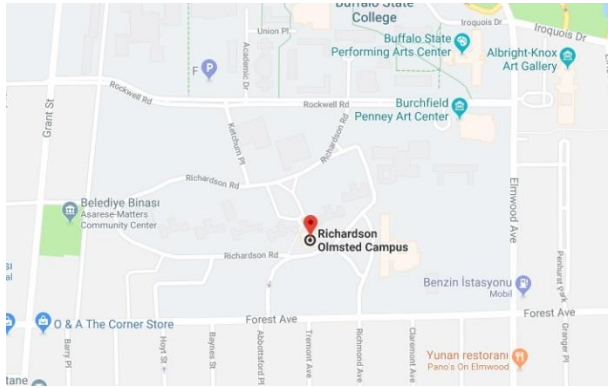 Buffalo State
College
Iroquois Dr
Iroquois Dr
Union Pl
Buffalo State
Performing Arts Center
Albright-Knox
Art Gallery
Academic Dr
F
P
Grant St
Rockwell Rd
Rockwell Rd
Burchfield
Penney Art Center
Ketchum Pl
Richardson Rd
Richardson Rd
Elmwood Ave
Belediye Binası
Asarese-Matters
Community Center
Richardson
Olmsted Campus
Richardson Rd
Benzin İstasyonu
Mobil
Penhurst Park
O & A The Corner Store
Forest Ave
Forest Ave
Barry Pl
Hoyt St
Baynes St
Abbottsford Pl
Tremont Ave
Richmond Ave
Claremont Ave
Granger Pl
Yunan restoranı
Pano's On Elmwood